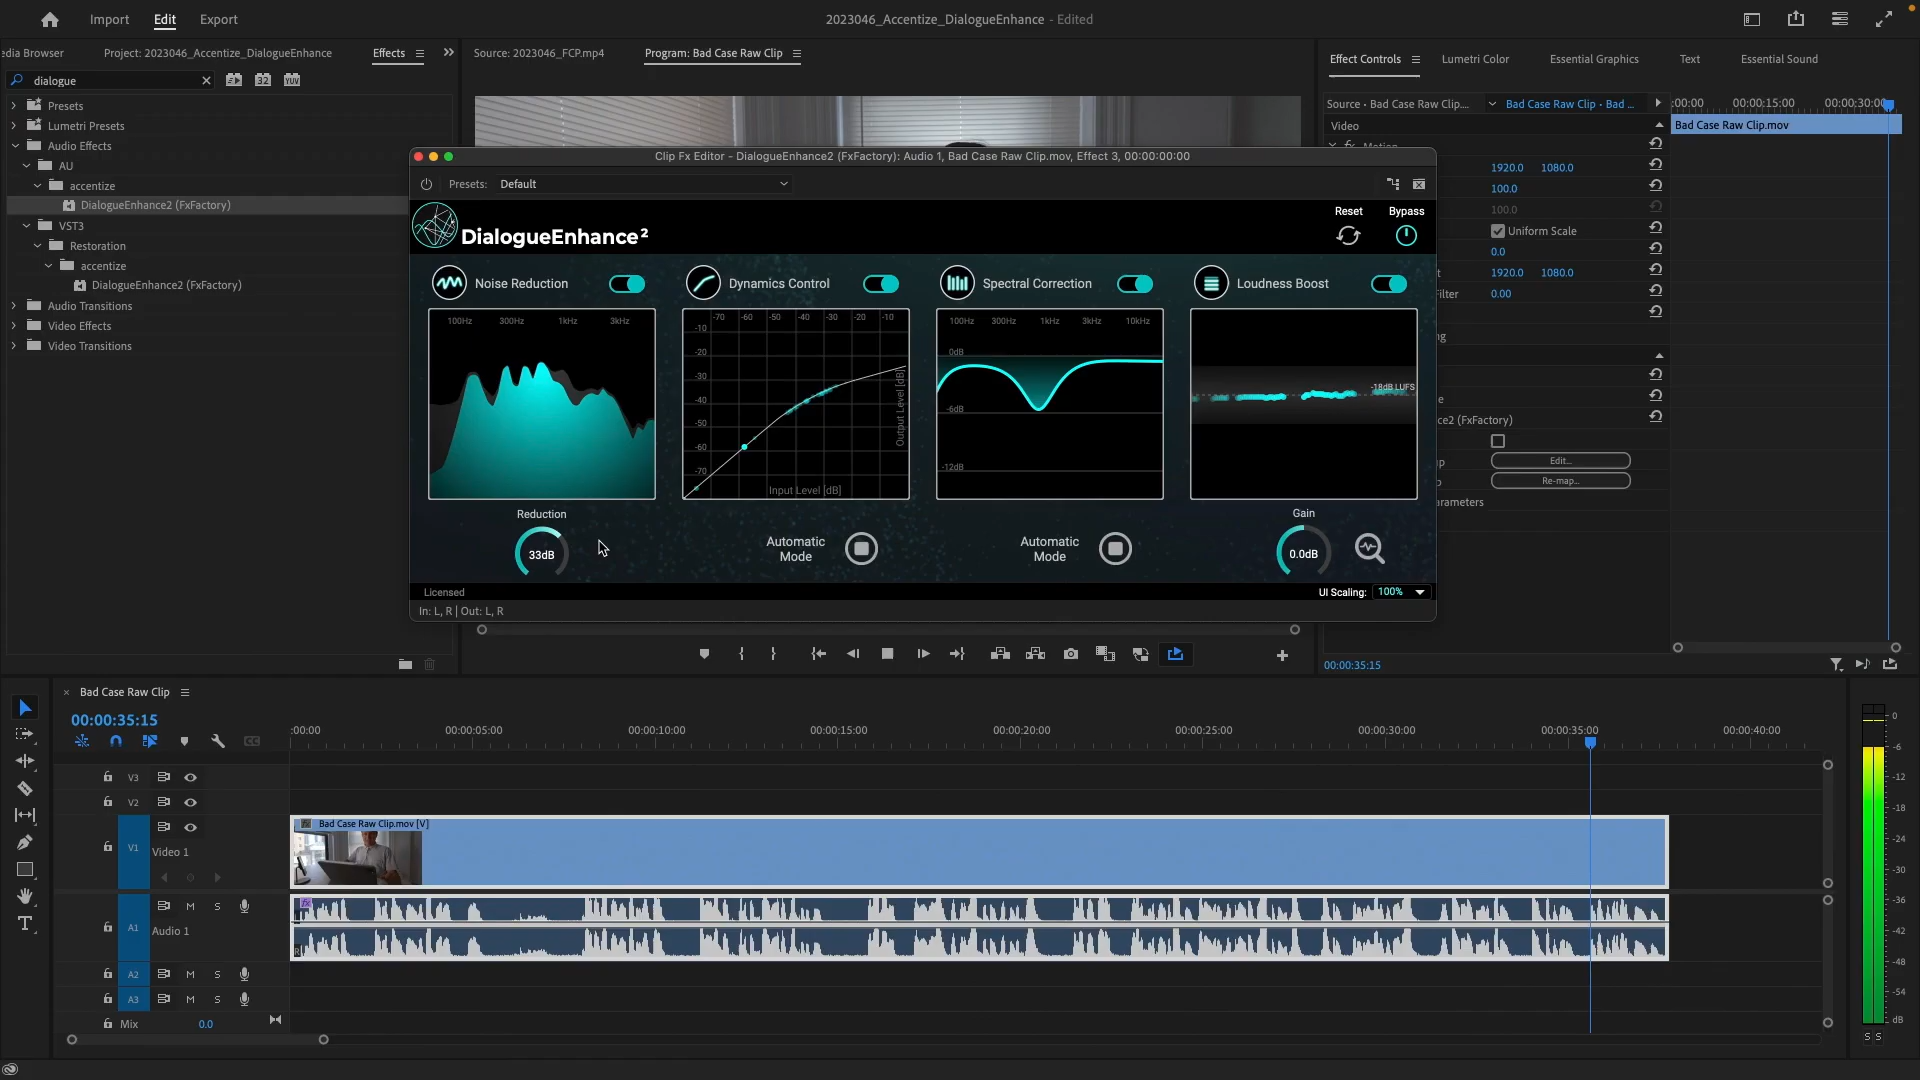 Import
Edit
Export
2023046_Accentize_DialogueEnhance - Edited
edia Browser
Project: 2023046_Accentize_DialogueEnhance
Effects
Source: 2023046_FCP.mp4
Program: Bad Case Raw Clip
Effect Controls
Lumetri Color
Essential Graphics
Text
Essential Sound
dialogue
32
YUV
Presets
Lumetri Presets
Audio Effects
AU
accentize
DialogueEnhance2 (FxFactory)
VST3
Restoration
accentize
DialogueEnhance2 (FxFactory)
Audio Transitions
Video Effects
Video Transitions
Source • Bad Case Raw Clip....
Bad Case Raw Clip • Bad ...
:00:00
00:00:15:00
00:00:30:00
Video
Bad Case Raw Clip.mov
fx Motion
1920.0 1080.0
100.0
100.0
Uniform Scale
0.0
1920.0 1080.0
ilter 0.00
ng
e
ce2 (FxFactory)
p Edit...
Re-map...
arameters
00:00:35:15
Clip Fx Editor - DialogueEnhance2 (FxFactory): Audio 1, Bad Case Raw Clip.mov, Effect 3, 00:00:00:00
Presets: Default
DialogueEnhance²
Reset
Bypass
Noise Reduction
Dynamics Control
Spectral Correction
Loudness Boost
100Hz 300Hz 1kHz 3kHz
-70 -60 -50 -40 -30 -20 -10
-10
-20
-30
-40
-50
-60
-70
Output Level [dB]
Input Level [dB]
100Hz 300Hz 1kHz 3kHz 10kHz
0dB
-6dB
-12dB
-18dB LUFS
Reduction
33dB
Automatic
Mode
Automatic
Mode
Gain
0.0dB
Licensed
UI Scaling: 100%
In: L, R | Out: L, R
Bad Case Raw Clip
00:00:35:15
:00:00
00:00:05:00
00:00:10:00
00:00:15:00
00:00:20:00
00:00:25:00
00:00:30:00
00:00:35:00
00:00:40:00
V3
V2
V1
Video 1
Bad Case Raw Clip.mov [V]
A1
M
S
Audio 1
A2
M
S
A3
M
S
Mix
0.0
0
-6
-12
-18
-24
-30
-36
-42
-48
-54
dB
S S